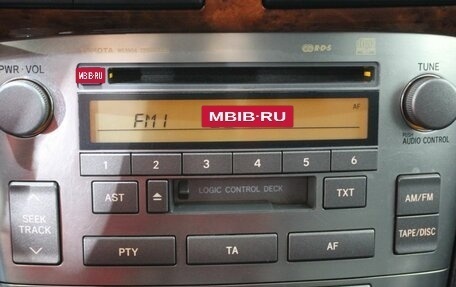 TOYOTA
RDS
PWR·VOL
TUNE
MBIB·RU
AF
FM1
MBIB·RU
PUSH
AUDIO CONTROL
1 2 3 4 5 6
AST
LOGIC CONTROL DECK
TXT
AM/FM
SEEK
TRACK
TAPE/DISC
PTY
TA
AF